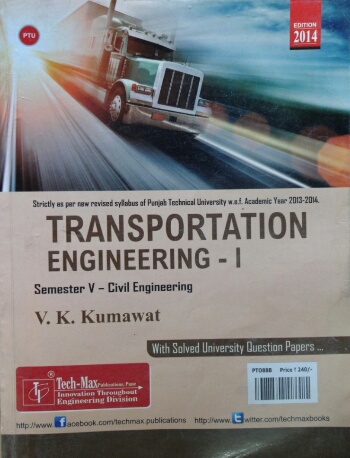 PTU
EDITION
2014
Strictly as per new revised syllabus of Punjab Technical University w.e.f. Academic Year 2013-2014.
TRANSPORTATION
ENGINEERING - I
Semester V – Civil Engineering
V. K. Kumawat
With Solved University Question Papers ...
Tech-Max Publications, Pune
Innovation Throughout
Engineering Division
PTO88B Price ₹ 240/-
http://www.facebook.com/techmax.publications http://www.twitter.com/techmaxbooks